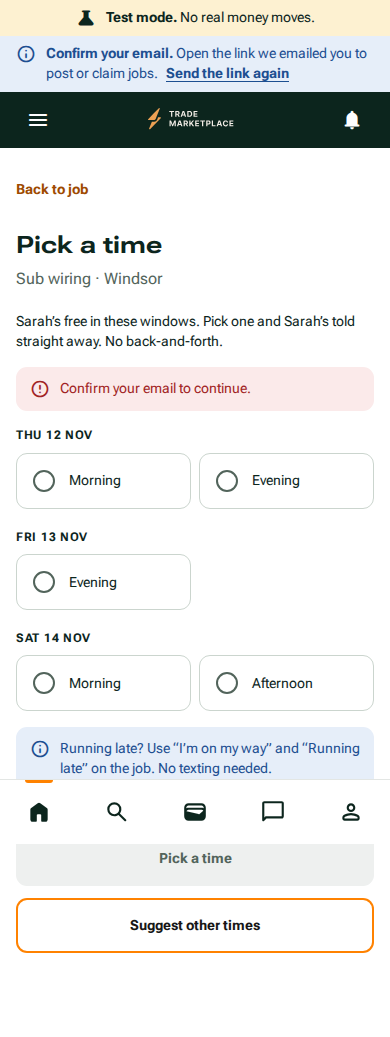 Test mode. No real money moves.
Confirm your email. Open the link we emailed you to
post or claim jobs. Send the link again
TRADE
MARKETPLACE
Back to job
Pick a time
Sub wiring · Windsor
Sarah’s free in these windows. Pick one and Sarah’s told
straight away. No back-and-forth.
Confirm your email to continue.
THU 12 NOV
Morning
Evening
FRI 13 NOV
Evening
SAT 14 NOV
Morning
Afternoon
Running late? Use “I’m on my way” and “Running
late” on the job. No texting needed.
Pick a time
Suggest other times